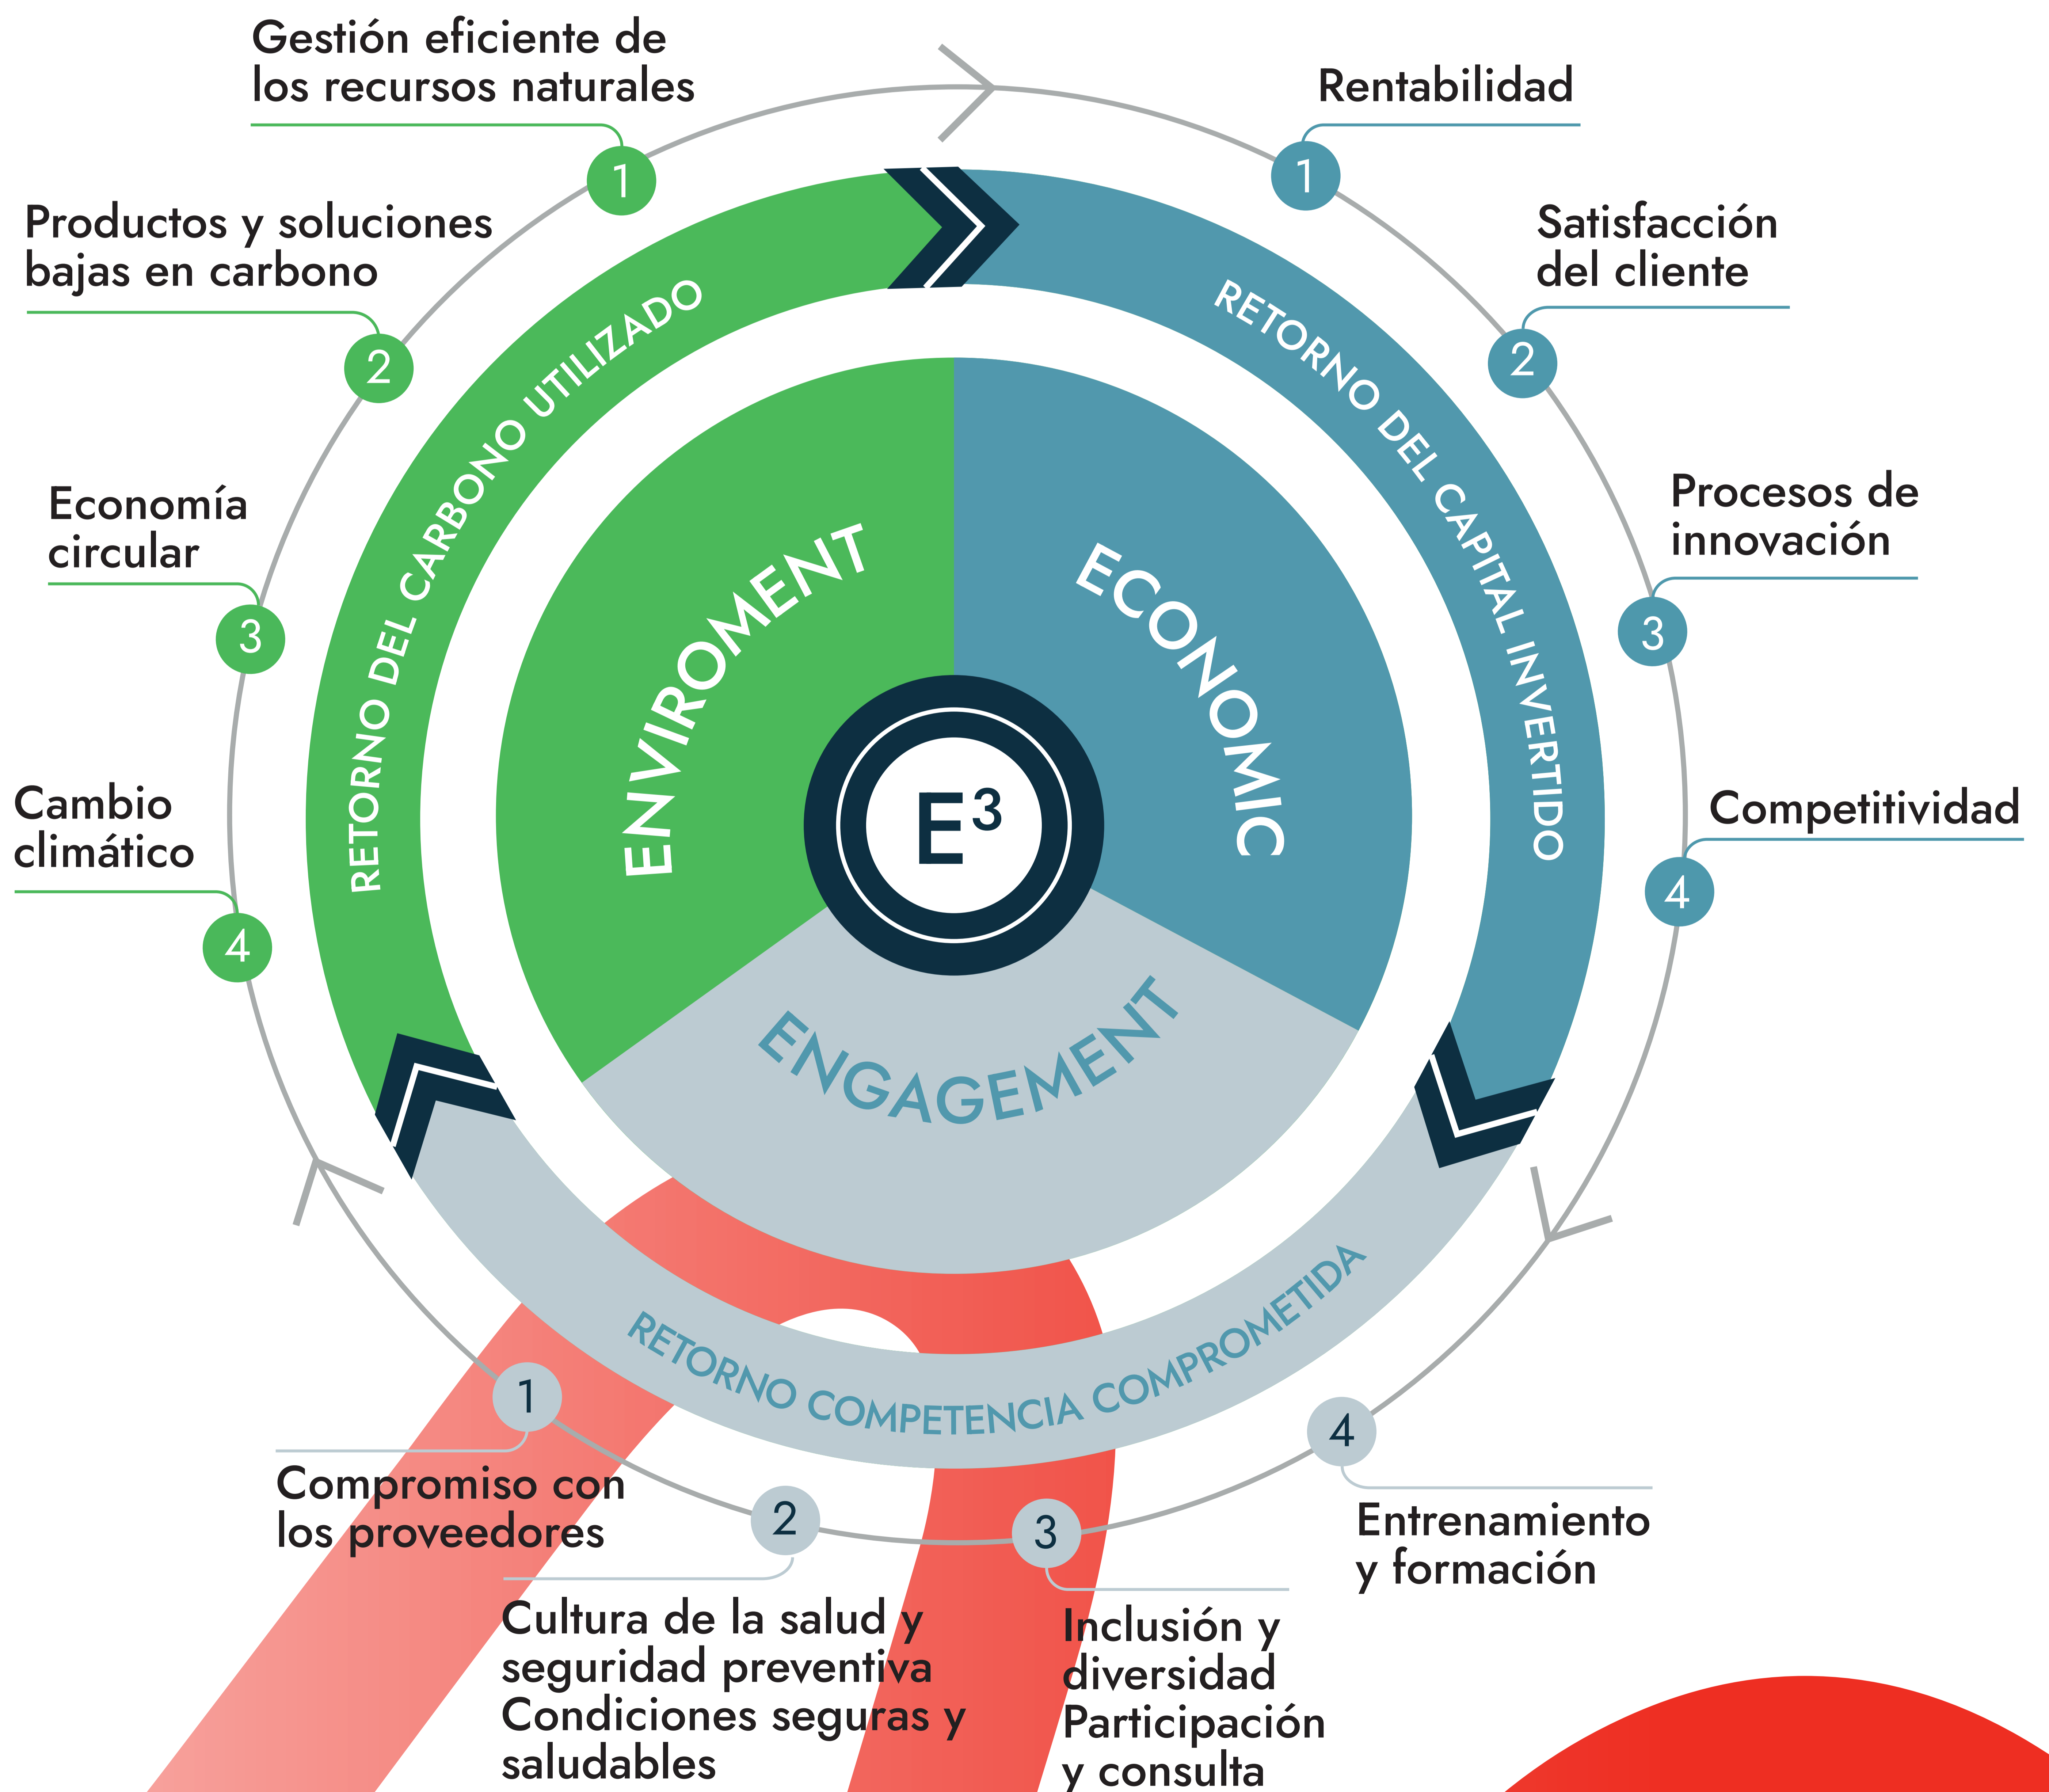 Gestión eficiente de
los recursos naturales
1
Productos y soluciones
bajas en carbono
2
Economía
circular
3
Cambio
climático
4
Rentabilidad
1
Satisfacción
del cliente
2
Procesos de
innovación
3
Competitividad
4
RETORNO DEL CARBONO UTILIZADO
RETORNO DEL CAPITAL INVERTIDO
ENVIROMENT
ECONOMIC
E³
ENGAGEMENT
RETORNO COMPETENCIA COMPROMETIDA
1
Compromiso con
los proveedores
2
Cultura de la salud y
seguridad preventiva
Condiciones seguras y
saludables
3
Inclusión y
diversidad
Participación
y consulta
4
Entrenamiento
y formación